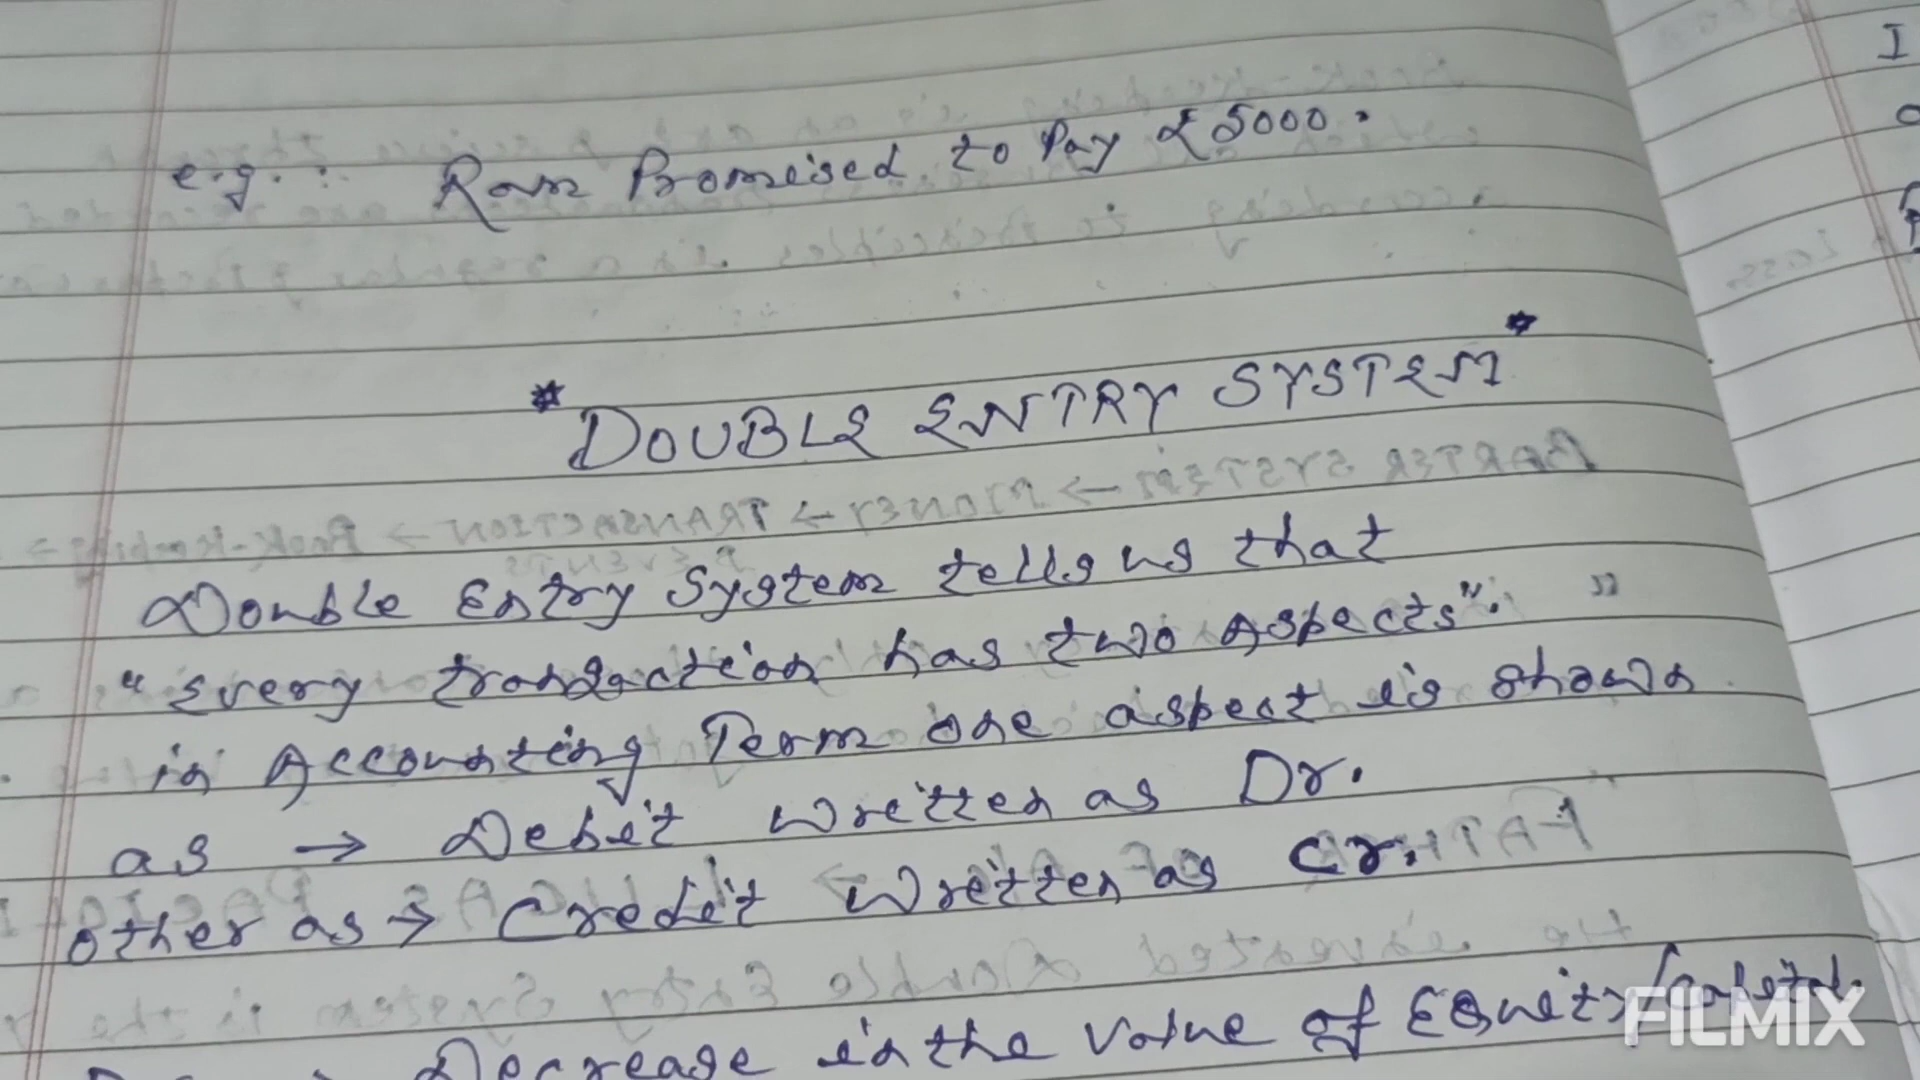 e.g. : Ram Promised to Pay ₹ 5000.
* DOUBLE ENTRY SYSTEM *
Double Entry System tells us that
"Every transaction has two Aspects". "
in Accounting Term one aspect is shown
as → Debit written as Dr.
other as → Credit written as Cr.
Decrease in the value of Equity/Capital.
FILMIX